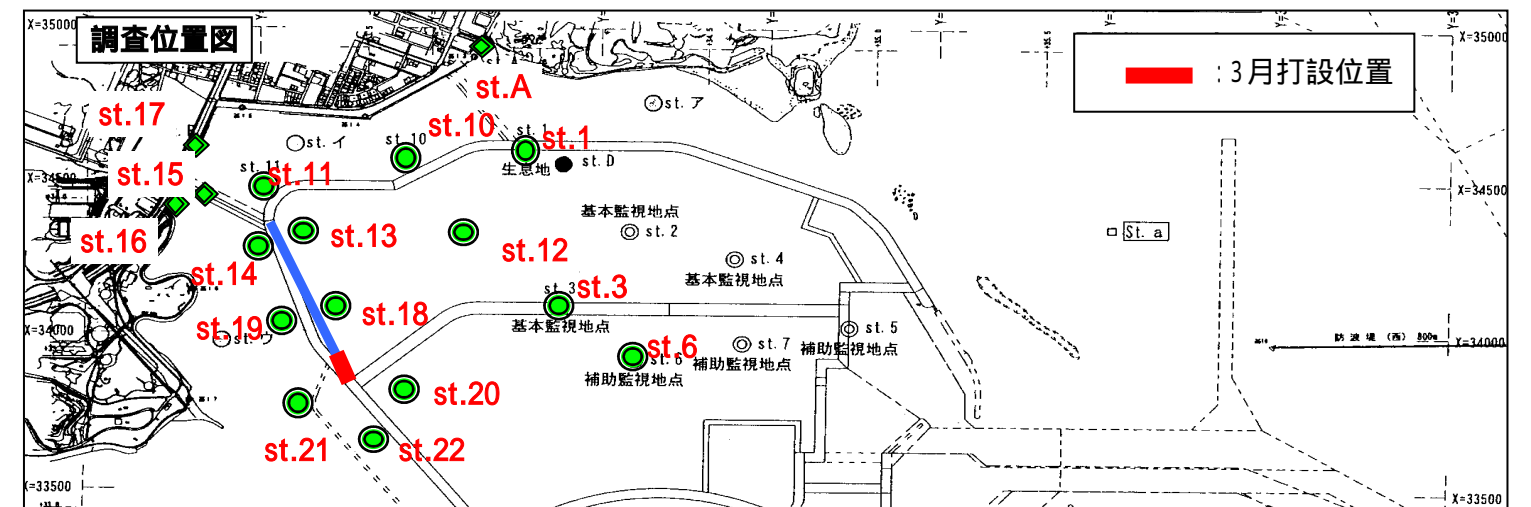 X=35000
調査位置図
X=35000
:3月打設位置
st.A
st.17
st.ア
st.10
st.10
st.1
st.1
st.イ
生息地
st.D
X=34500
st.15
st.11
st.11
X=34500
基本監視地点
st.2
St.a
st.16
st.13
st.12
st.14
st.4
基本監視地点
st.3
st.3
st.18
st.19
st.ウ
X=34000
基本監視地点
st.5
補助監視地点
防波堤 (西) 800m
X=34000
st.6
st.6
補助監視地点
st.7
補助監視地点
st.20
st.21
st.22
X=33500
X=33500